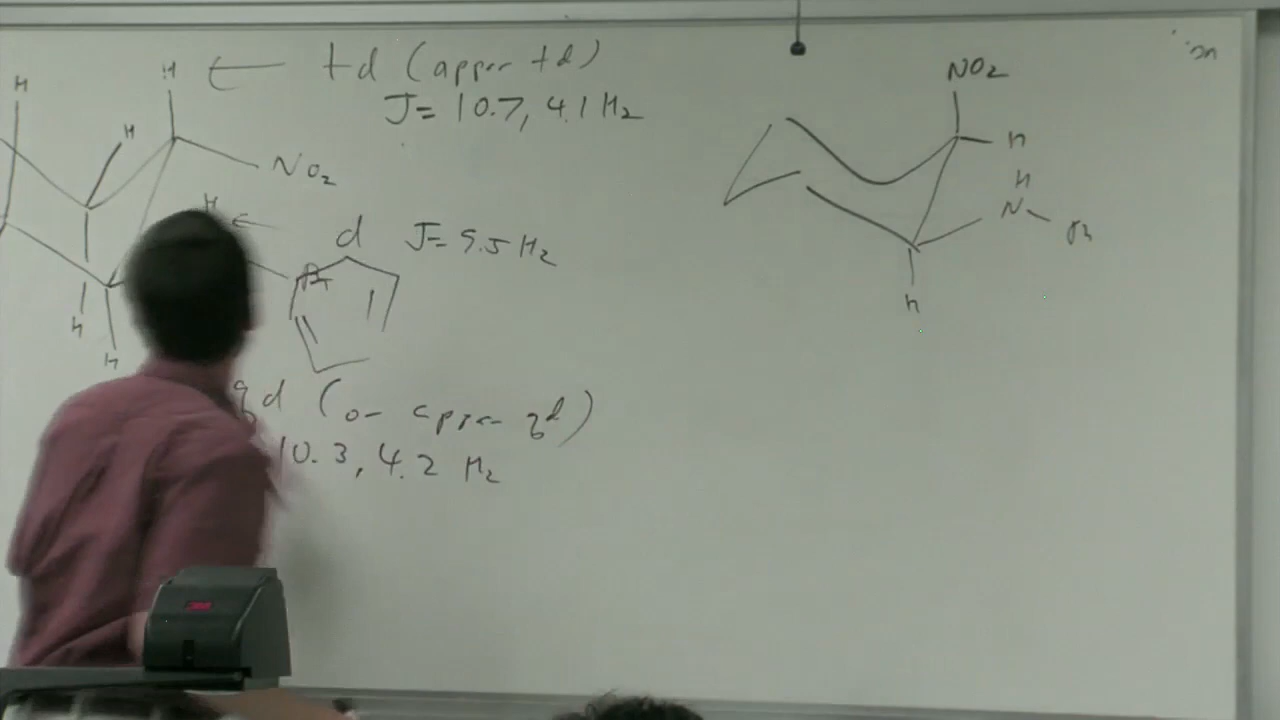 H
H ← td (appar td)
J= 10.7, 4.1 Hz
H
NO2
H ←
d J= 9.5 Hz
H
H
qd (or appar qd)
10.3, 4.2 Hz
NO2
H
H
N
H